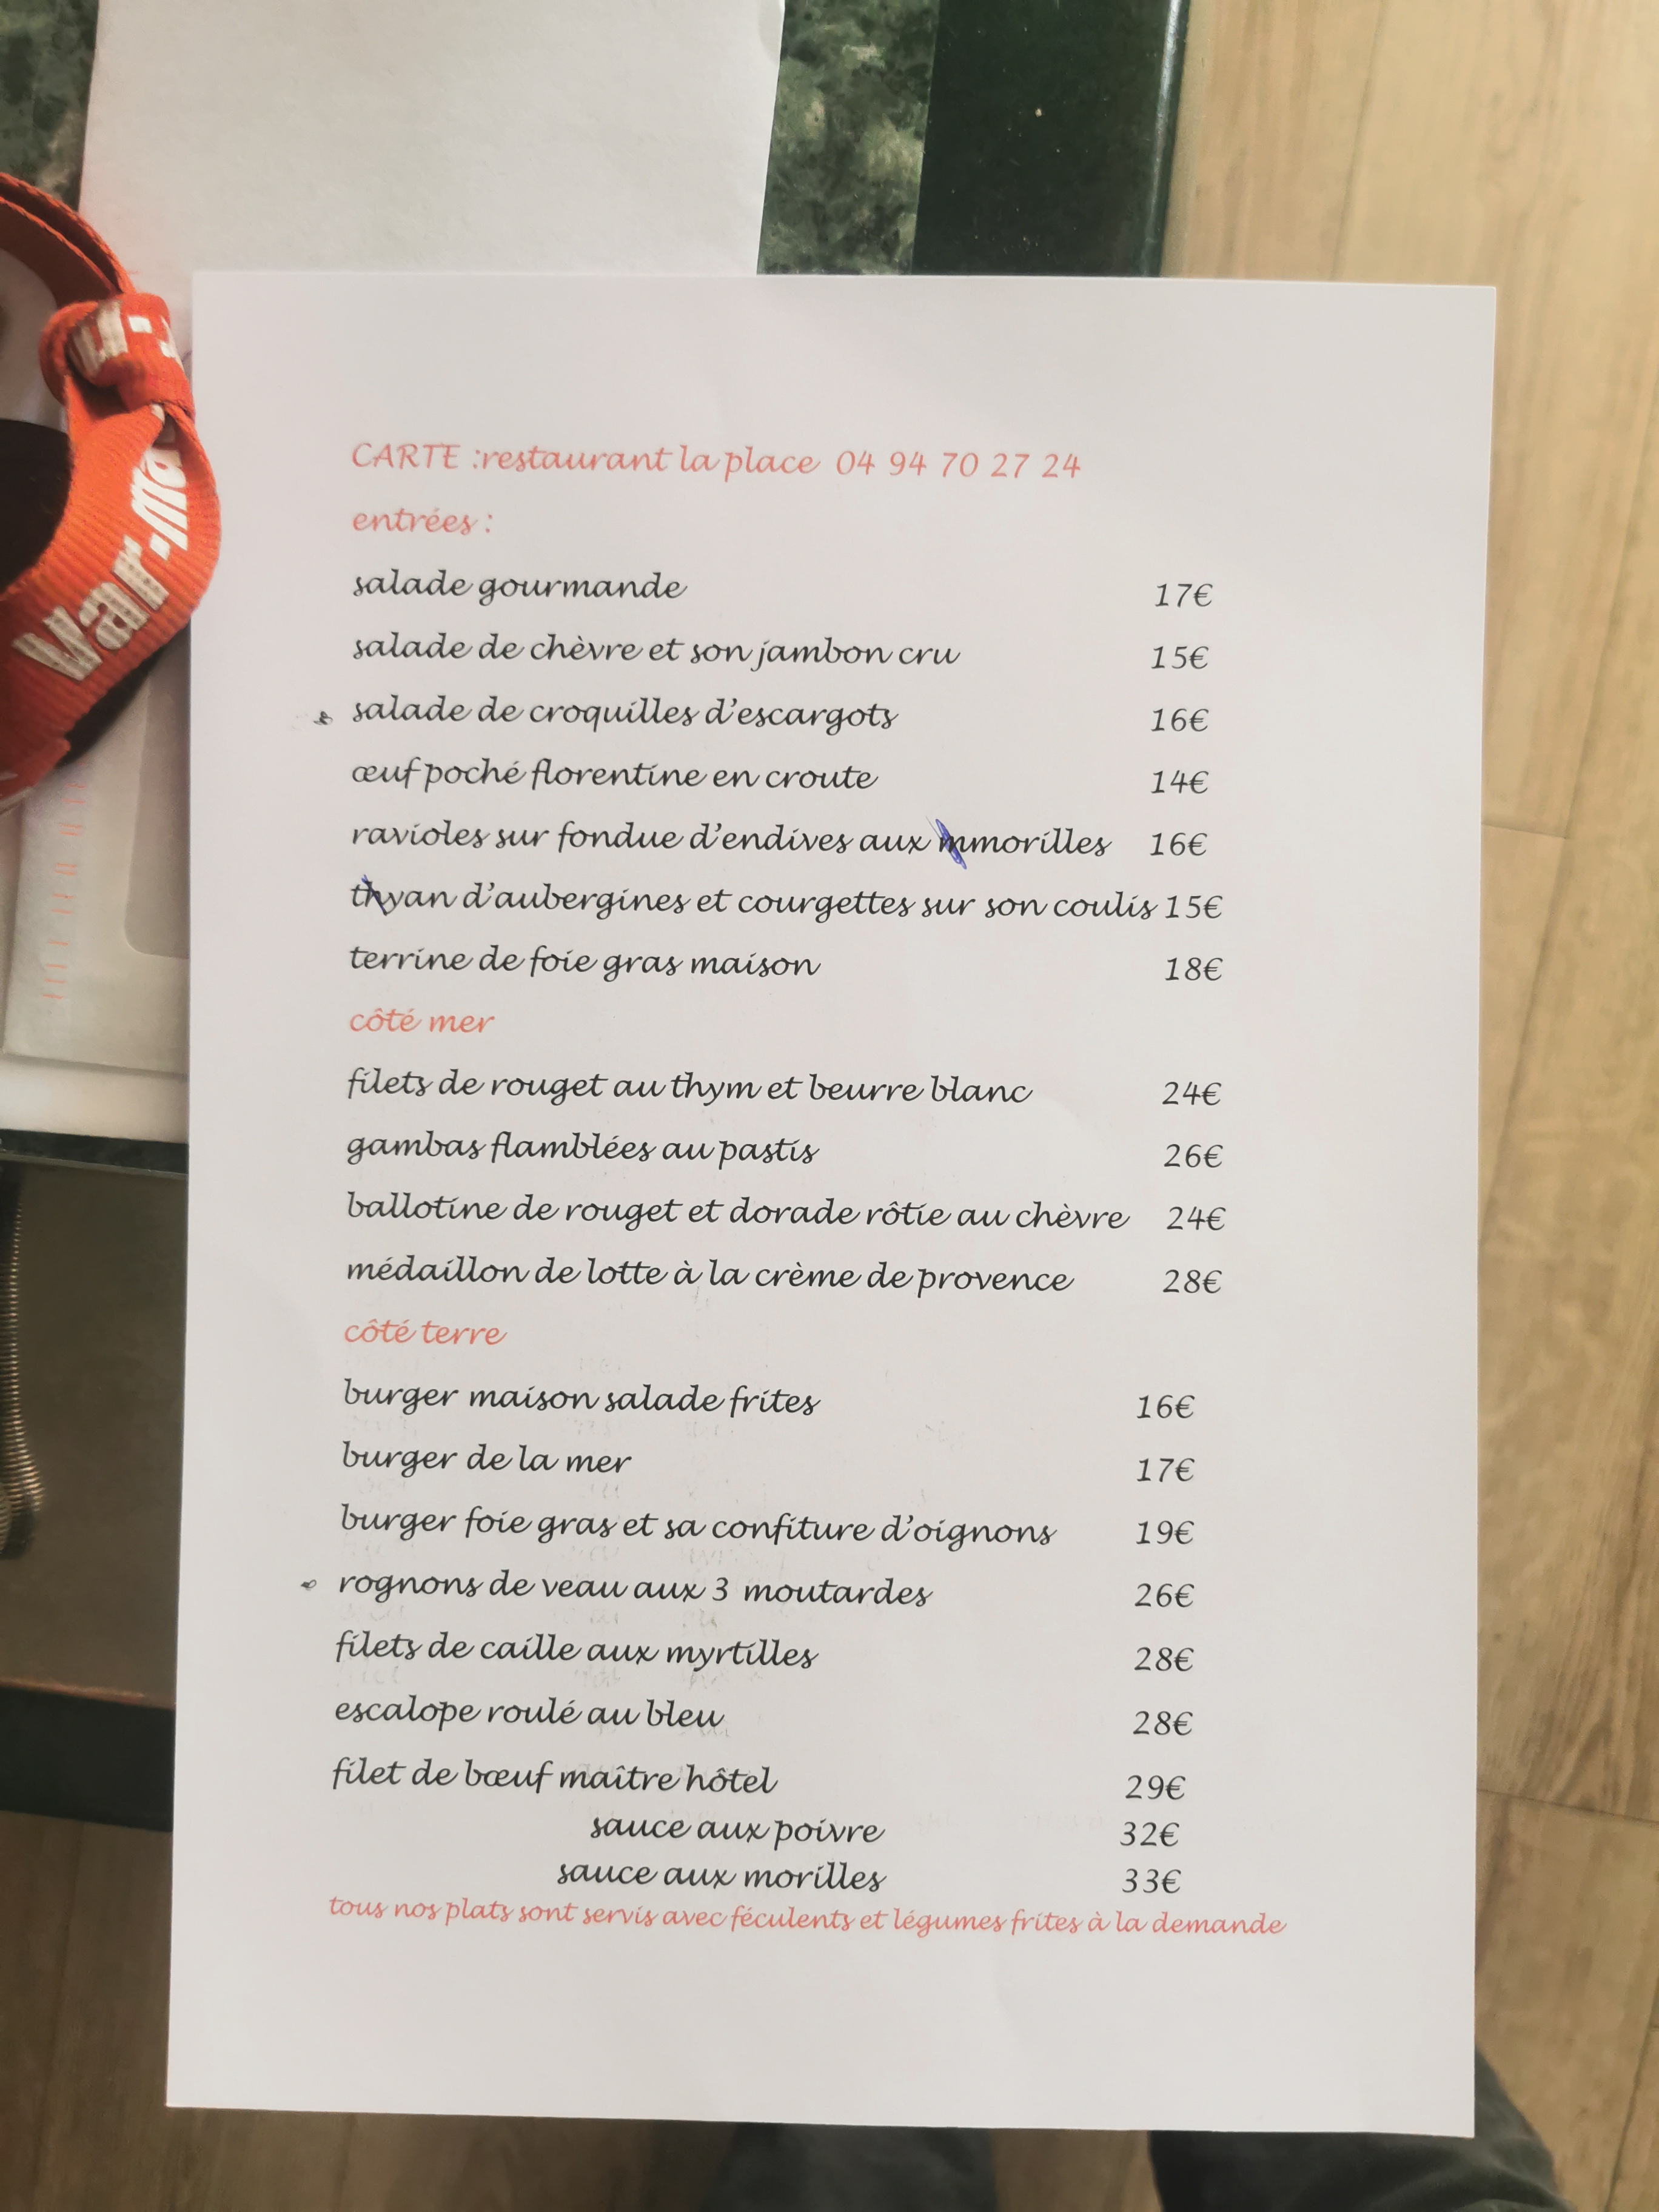 Var-Ma
CARTE :restaurant la place 04 94 70 27 24
entrées :
salade gourmande 17€
salade de chèvre et son jambon cru 15€
salade de croquilles d'escargots 16€
œuf poché florentine en croute 14€
ravioles sur fondue d'endives aux mmorilles 16€
thyan d'aubergines et courgettes sur son coulis 15€
terrine de foie gras maison 18€
côté mer
filets de rouget au thym et beurre blanc 24€
gambas flamblées au pastis 26€
ballotine de rouget et dorade rôtie au chèvre 24€
médaillon de lotte à la crème de provence 28€
côté terre
burger maison salade frites 16€
burger de la mer 17€
burger foie gras et sa confiture d'oignons 19€
rognons de veau aux 3 moutardes 26€
filets de caille aux myrtilles 28€
escalope roulé au bleu 28€
filet de bœuf maître hôtel 29€
sauce aux poivre 32€
sauce aux morilles 33€
tous nos plats sont servis avec féculents et légumes frites à la demande